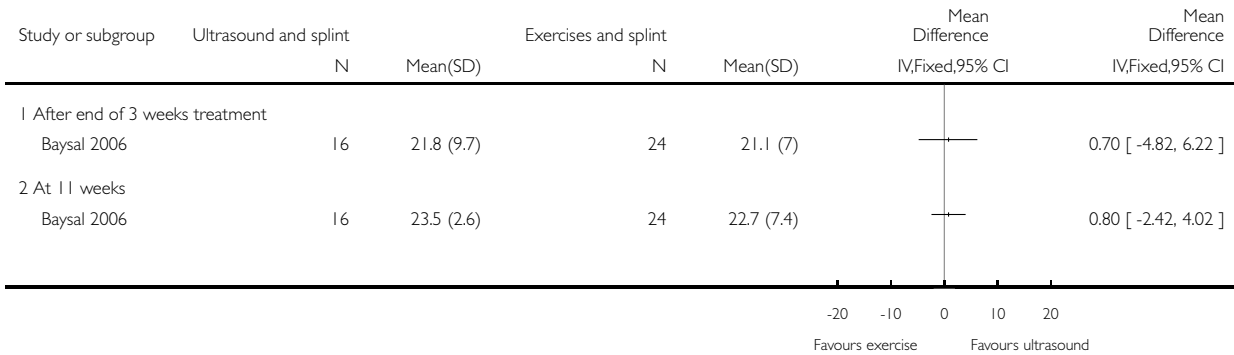 Mean Mean
Study or subgroup Ultrasound and splint Exercises and splint Difference Difference
N Mean(SD) N Mean(SD) IV,Fixed,95% CI IV,Fixed,95% CI
1 After end of 3 weeks treatment
Baysal 2006 16 21.8 (9.7) 24 21.1 (7) 0.70 [ -4.82, 6.22 ]
2 At 11 weeks
Baysal 2006 16 23.5 (2.6) 24 22.7 (7.4) 0.80 [ -2.42, 4.02 ]
-20 -10 0 10 20
Favours exercise Favours ultrasound